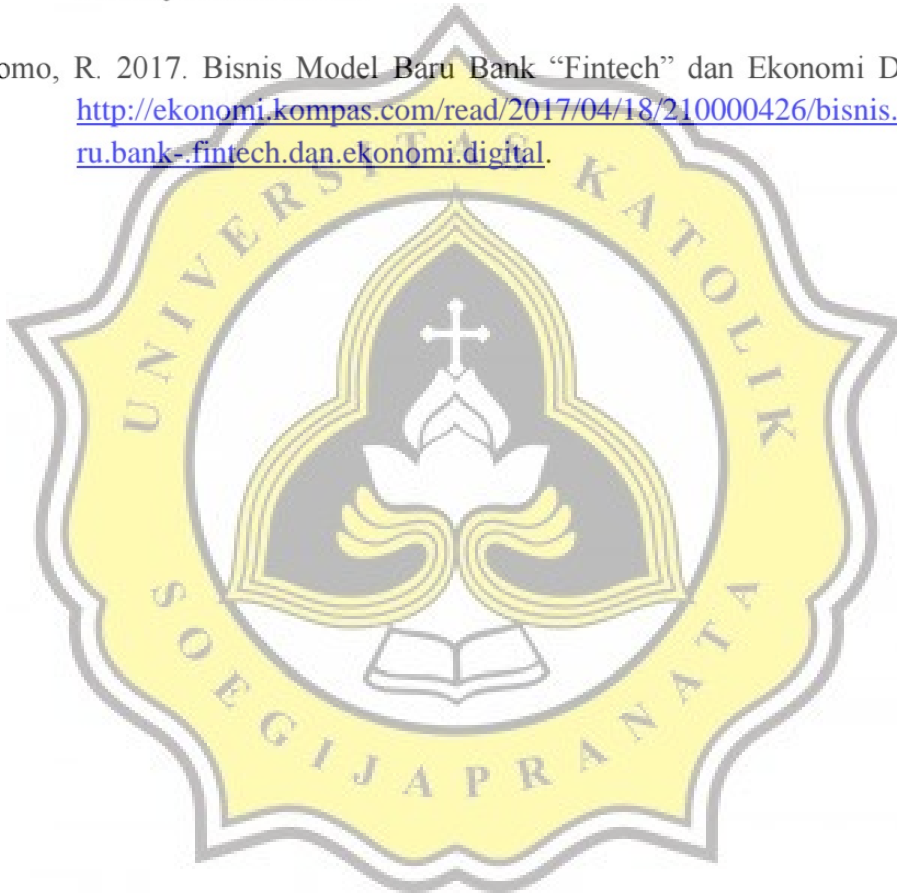 omo, R. 2017. Bisnis Model Baru Bank “Fintech” dan Ekonomi D
http://ekonomi.kompas.com/read/2017/04/18/210000426/bisnis.
ru.bank-.fintech.dan.ekonomi.digital.
UNIVERSITAS KATOLIK
SOEGIJAPRANATA